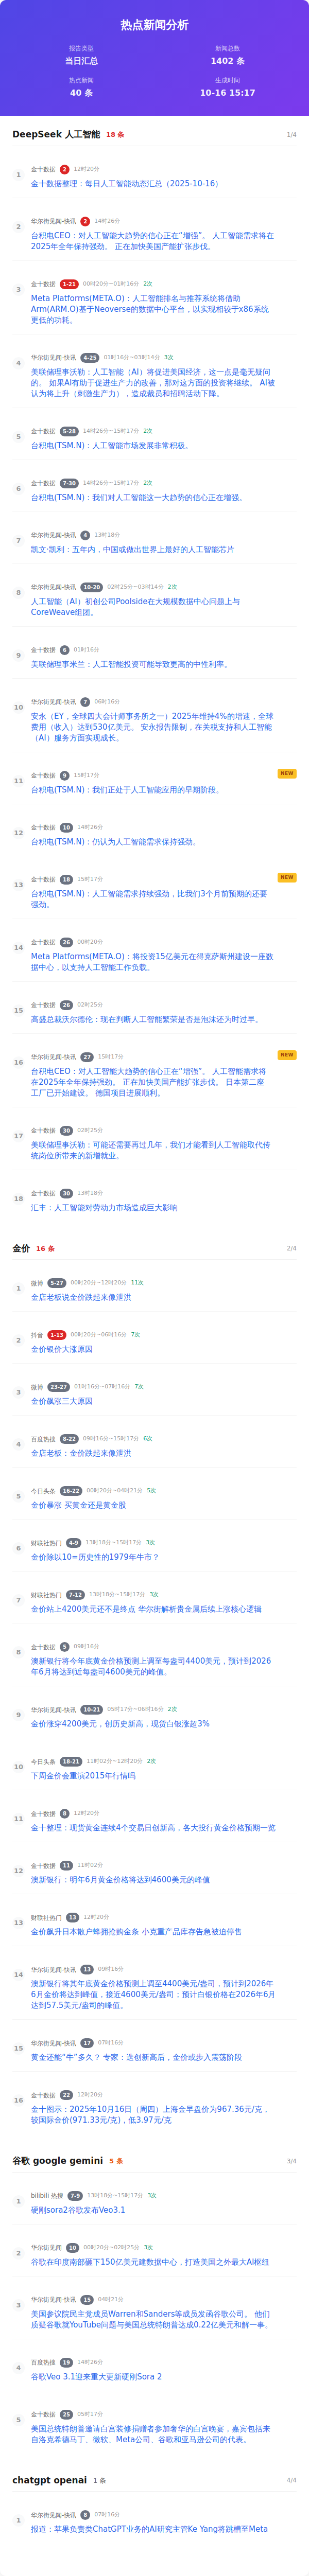 热点新闻分析
报告类型
新闻总数
当日汇总
1402 条
热点新闻
生成时间
40 条
10-16 15:17
DeepSeek 人工智能 18 条 1/4
1
金十数据 2 12时20分
金十数据整理：每日人工智能动态汇总（2025-10-16）
2
华尔街见闻-快讯 2 14时26分
台积电CEO：对人工智能大趋势的信心正在“增强”。 人工智能需求将在
2025年全年保持强劲。 正在加快美国产能扩张步伐。
3
金十数据 1-21 00时20分~01时16分 2次
Meta Platforms(META.O)：人工智能排名与推荐系统将借助
Arm(ARM.O)基于Neoverse的数据中心平台，以实现相较于x86系统
更低的功耗。
4
华尔街见闻-快讯 4-25 01时16分~03时14分 3次
美联储理事沃勒：人工智能（AI）将促进美国经济，这一点是毫无疑问
的。 如果AI有助于促进生产力的改善，那对这方面的投资将继续。 AI被
认为将上升（刺激生产力），造成裁员和招聘活动下降。
5
金十数据 5-28 14时26分~15时17分 2次
台积电(TSM.N)：人工智能市场发展非常积极。
6
金十数据 7-30 14时26分~15时17分 2次
台积电(TSM.N)：我们对人工智能这一大趋势的信心正在增强。
7
华尔街见闻-快讯 4 13时18分
凯文·凯利：五年内，中国或做出世界上最好的人工智能芯片
8
华尔街见闻-快讯 10-20 02时25分~03时14分 2次
人工智能（AI）初创公司Poolside在大规模数据中心问题上与
CoreWeave组团。
9
金十数据 6 01时16分
美联储理事米兰：人工智能投资可能导致更高的中性利率。
10
华尔街见闻-快讯 7 06时16分
安永（EY，全球四大会计师事务所之一）2025年维持4%的增速，全球
费用（收入）达到530亿美元。 安永报告限制，在关税支持和人工智能
（AI）服务方面实现成长。
11
金十数据 9 15时17分 NEW
台积电(TSM.N)：我们正处于人工智能应用的早期阶段。
12
金十数据 10 14时26分
台积电(TSM.N)：仍认为人工智能需求保持强劲。
13
金十数据 18 15时17分 NEW
台积电(TSM.N)：人工智能需求持续强劲，比我们3个月前预期的还要
强劲。
14
金十数据 26 00时20分
Meta Platforms(META.O)：将投资15亿美元在得克萨斯州建设一座数
据中心，以支持人工智能工作负载。
15
金十数据 26 02时25分
高盛总裁沃尔德伦：现在判断人工智能繁荣是否是泡沫还为时过早。
16
华尔街见闻-快讯 27 15时17分 NEW
台积电CEO：对人工智能大趋势的信心正在“增强”。 人工智能需求将
在2025年全年保持强劲。 正在加快美国产能扩张步伐。 日本第二座
工厂已开始建设。 德国项目进展顺利。
17
金十数据 30 02时25分
美联储理事沃勒：可能还需要再过几年，我们才能看到人工智能取代传
统岗位所带来的新增就业。
18
金十数据 30 13时18分
汇丰：人工智能对劳动力市场造成巨大影响
金价 16 条 2/4
1
微博 5-27 00时20分~12时20分 11次
金店老板说金价跌起来像泄洪
2
抖音 1-13 00时20分~06时16分 7次
金价银价大涨原因
3
微博 23-27 01时16分~07时16分 7次
金价飙涨三大原因
4
百度热搜 8-22 09时16分~15时17分 6次
金店老板：金价跌起来像泄洪
5
今日头条 16-22 00时20分~04时21分 5次
金价暴涨 买黄金还是黄金股
6
财联社热门 4-9 13时18分~15时17分 3次
金价除以10=历史性的1979年牛市？
7
财联社热门 7-12 13时18分~15时17分 3次
金价站上4200美元还不是终点 华尔街解析贵金属后续上涨核心逻辑
8
金十数据 5 09时16分
澳新银行将今年底黄金价格预测上调至每盎司4400美元，预计到2026
年6月将达到近每盎司4600美元的峰值。
9
华尔街见闻-快讯 10-21 05时17分~06时16分 2次
金价涨穿4200美元，创历史新高，现货白银涨超3%
10
今日头条 18-21 11时02分~12时20分 2次
下周金价会重演2015年行情吗
11
金十数据 8 12时20分
金十整理：现货黄金连续4个交易日创新高，各大投行黄金价格预期一览
12
金十数据 11 11时02分
澳新银行：明年6月黄金价格将达到4600美元的峰值
13
财联社热门 13 12时20分
金价飙升日本散户蜂拥抢购金条 小克重产品库存告急被迫停售
14
华尔街见闻-快讯 13 09时16分
澳新银行将其年底黄金价格预测上调至4400美元/盎司，预计到2026年
6月金价将达到峰值，接近4600美元/盎司；预计白银价格在2026年6月
达到57.5美元/盎司的峰值。
15
华尔街见闻-快讯 17 07时16分
黄金还能“牛”多久？ 专家：迭创新高后，金价或步入震荡阶段
16
金十数据 22 12时20分
金十图示：2025年10月16日（周四）上海金早盘价为967.36元/克，
较国际金价(971.33元/克)，低3.97元/克
谷歌 google gemini 5 条 3/4
1
bilibili 热搜 7-9 13时18分~15时17分 3次
硬刚sora2谷歌发布Veo3.1
2
华尔街见闻 10 00时20分~02时25分 3次
谷歌在印度南部砸下150亿美元建数据中心，打造美国之外最大AI枢纽
3
华尔街见闻-快讯 15 04时21分
美国参议院民主党成员Warren和Sanders等成员发函谷歌公司。 他们
质疑谷歌就YouTube问题与美国总统特朗普达成0.22亿美元和解一事。
4
百度热搜 19 14时26分
谷歌Veo 3.1迎来重大更新硬刚Sora 2
5
金十数据 25 05时17分
美国总统特朗普邀请白宫装修捐赠者参加奢华的白宫晚宴，嘉宾包括来
自洛克希德马丁、微软、Meta公司、谷歌和亚马逊公司的代表。
chatgpt openai 1 条 4/4
1
华尔街见闻-快讯 8 07时16分
报道：苹果负责类ChatGPT业务的AI研究主管Ke Yang将跳槽至Meta